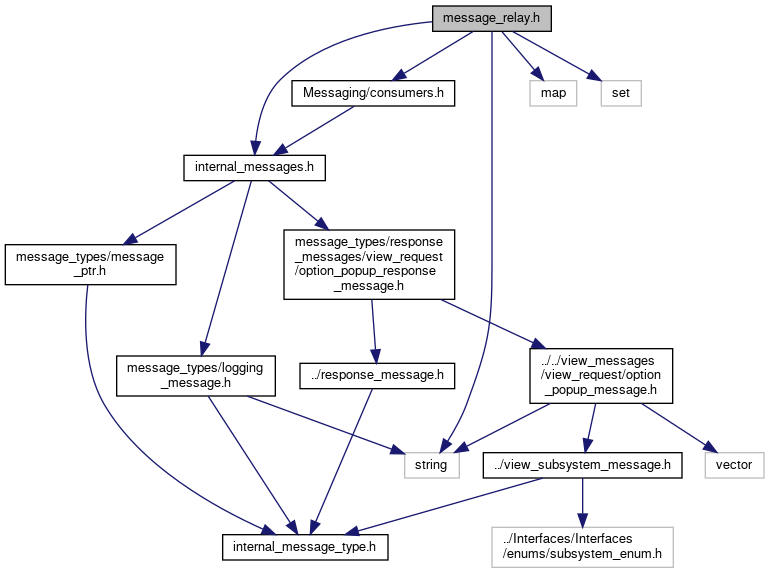 message_relay.h
Messaging/consumers.h
map
set
internal_messages.h
message_types/message
_ptr.h
message_types/response
_messages/view_request
/option_popup_response
_message.h
message_types/logging
_message.h
../response_message.h
../../view_messages
/view_request/option
_popup_message.h
string
../view_subsystem_message.h
vector
internal_message_type.h
../Interfaces/Interfaces
/enums/subsystem_enum.h